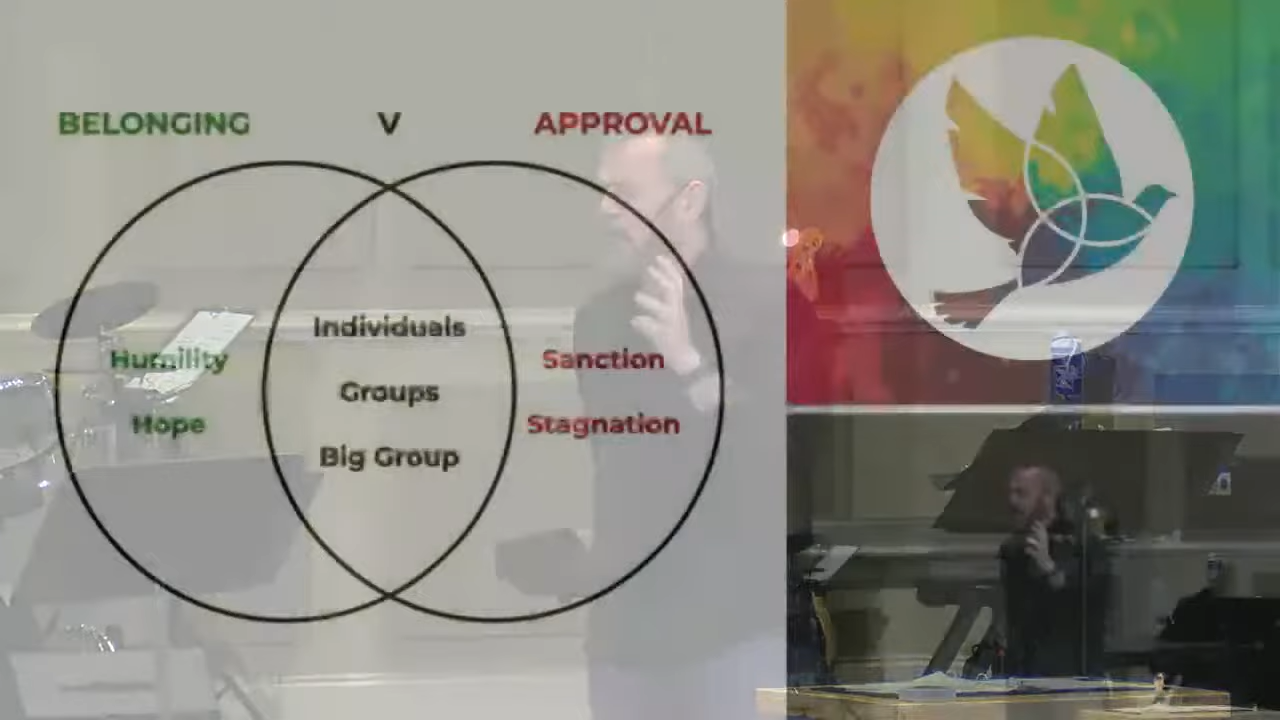 BELONGING V APPROVAL
Individuals
Humility
Sanction
Groups
Hope
Stagnation
Big Group